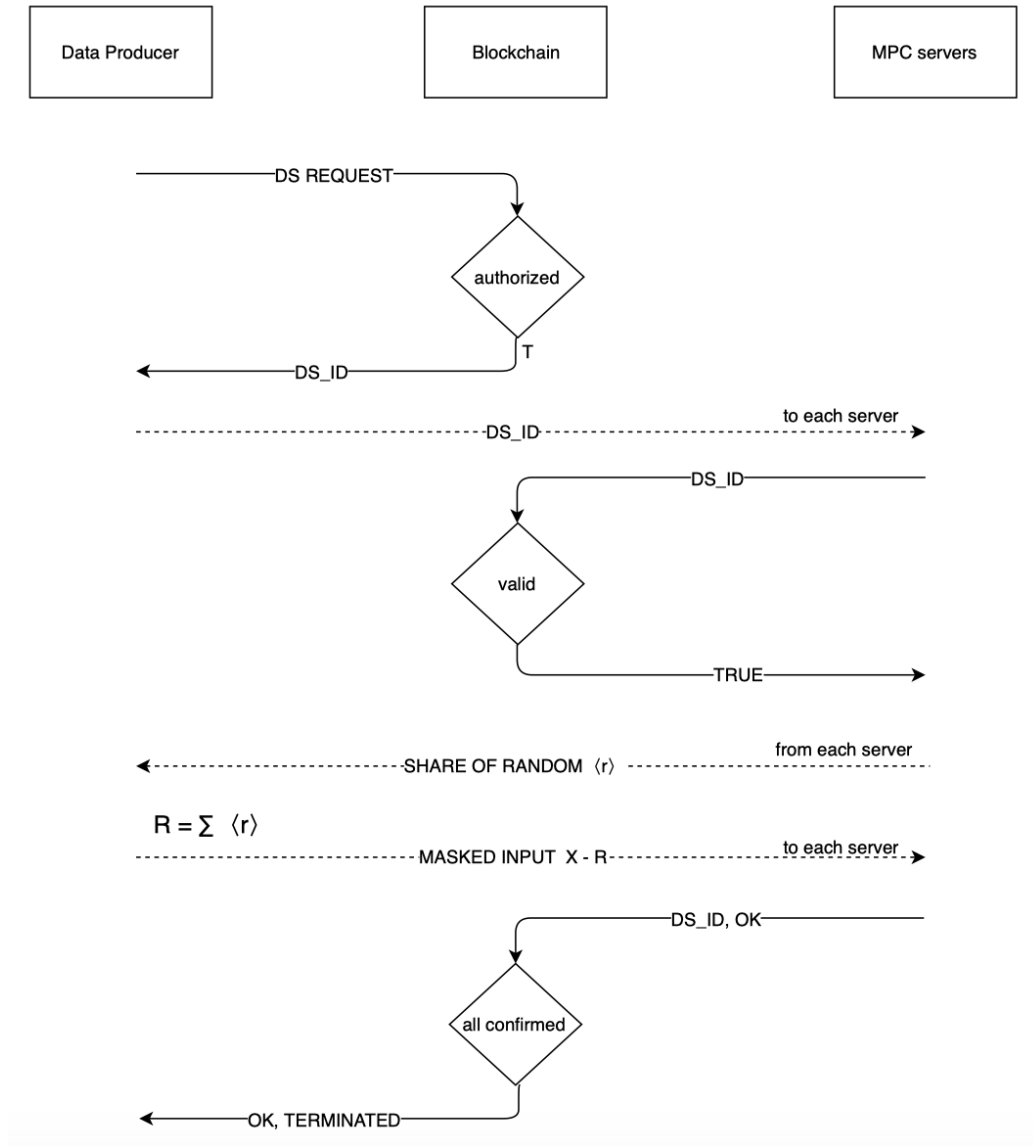 Data Producer
Blockchain
MPC servers
DS REQUEST
authorized
T
DS_ID
to each server
DS_ID
DS_ID
valid
TRUE
from each server
SHARE OF RANDOM ⟨r⟩
R = ∑ ⟨r⟩
to each server
MASKED INPUT X - R
DS_ID, OK
all confirmed
OK, TERMINATED